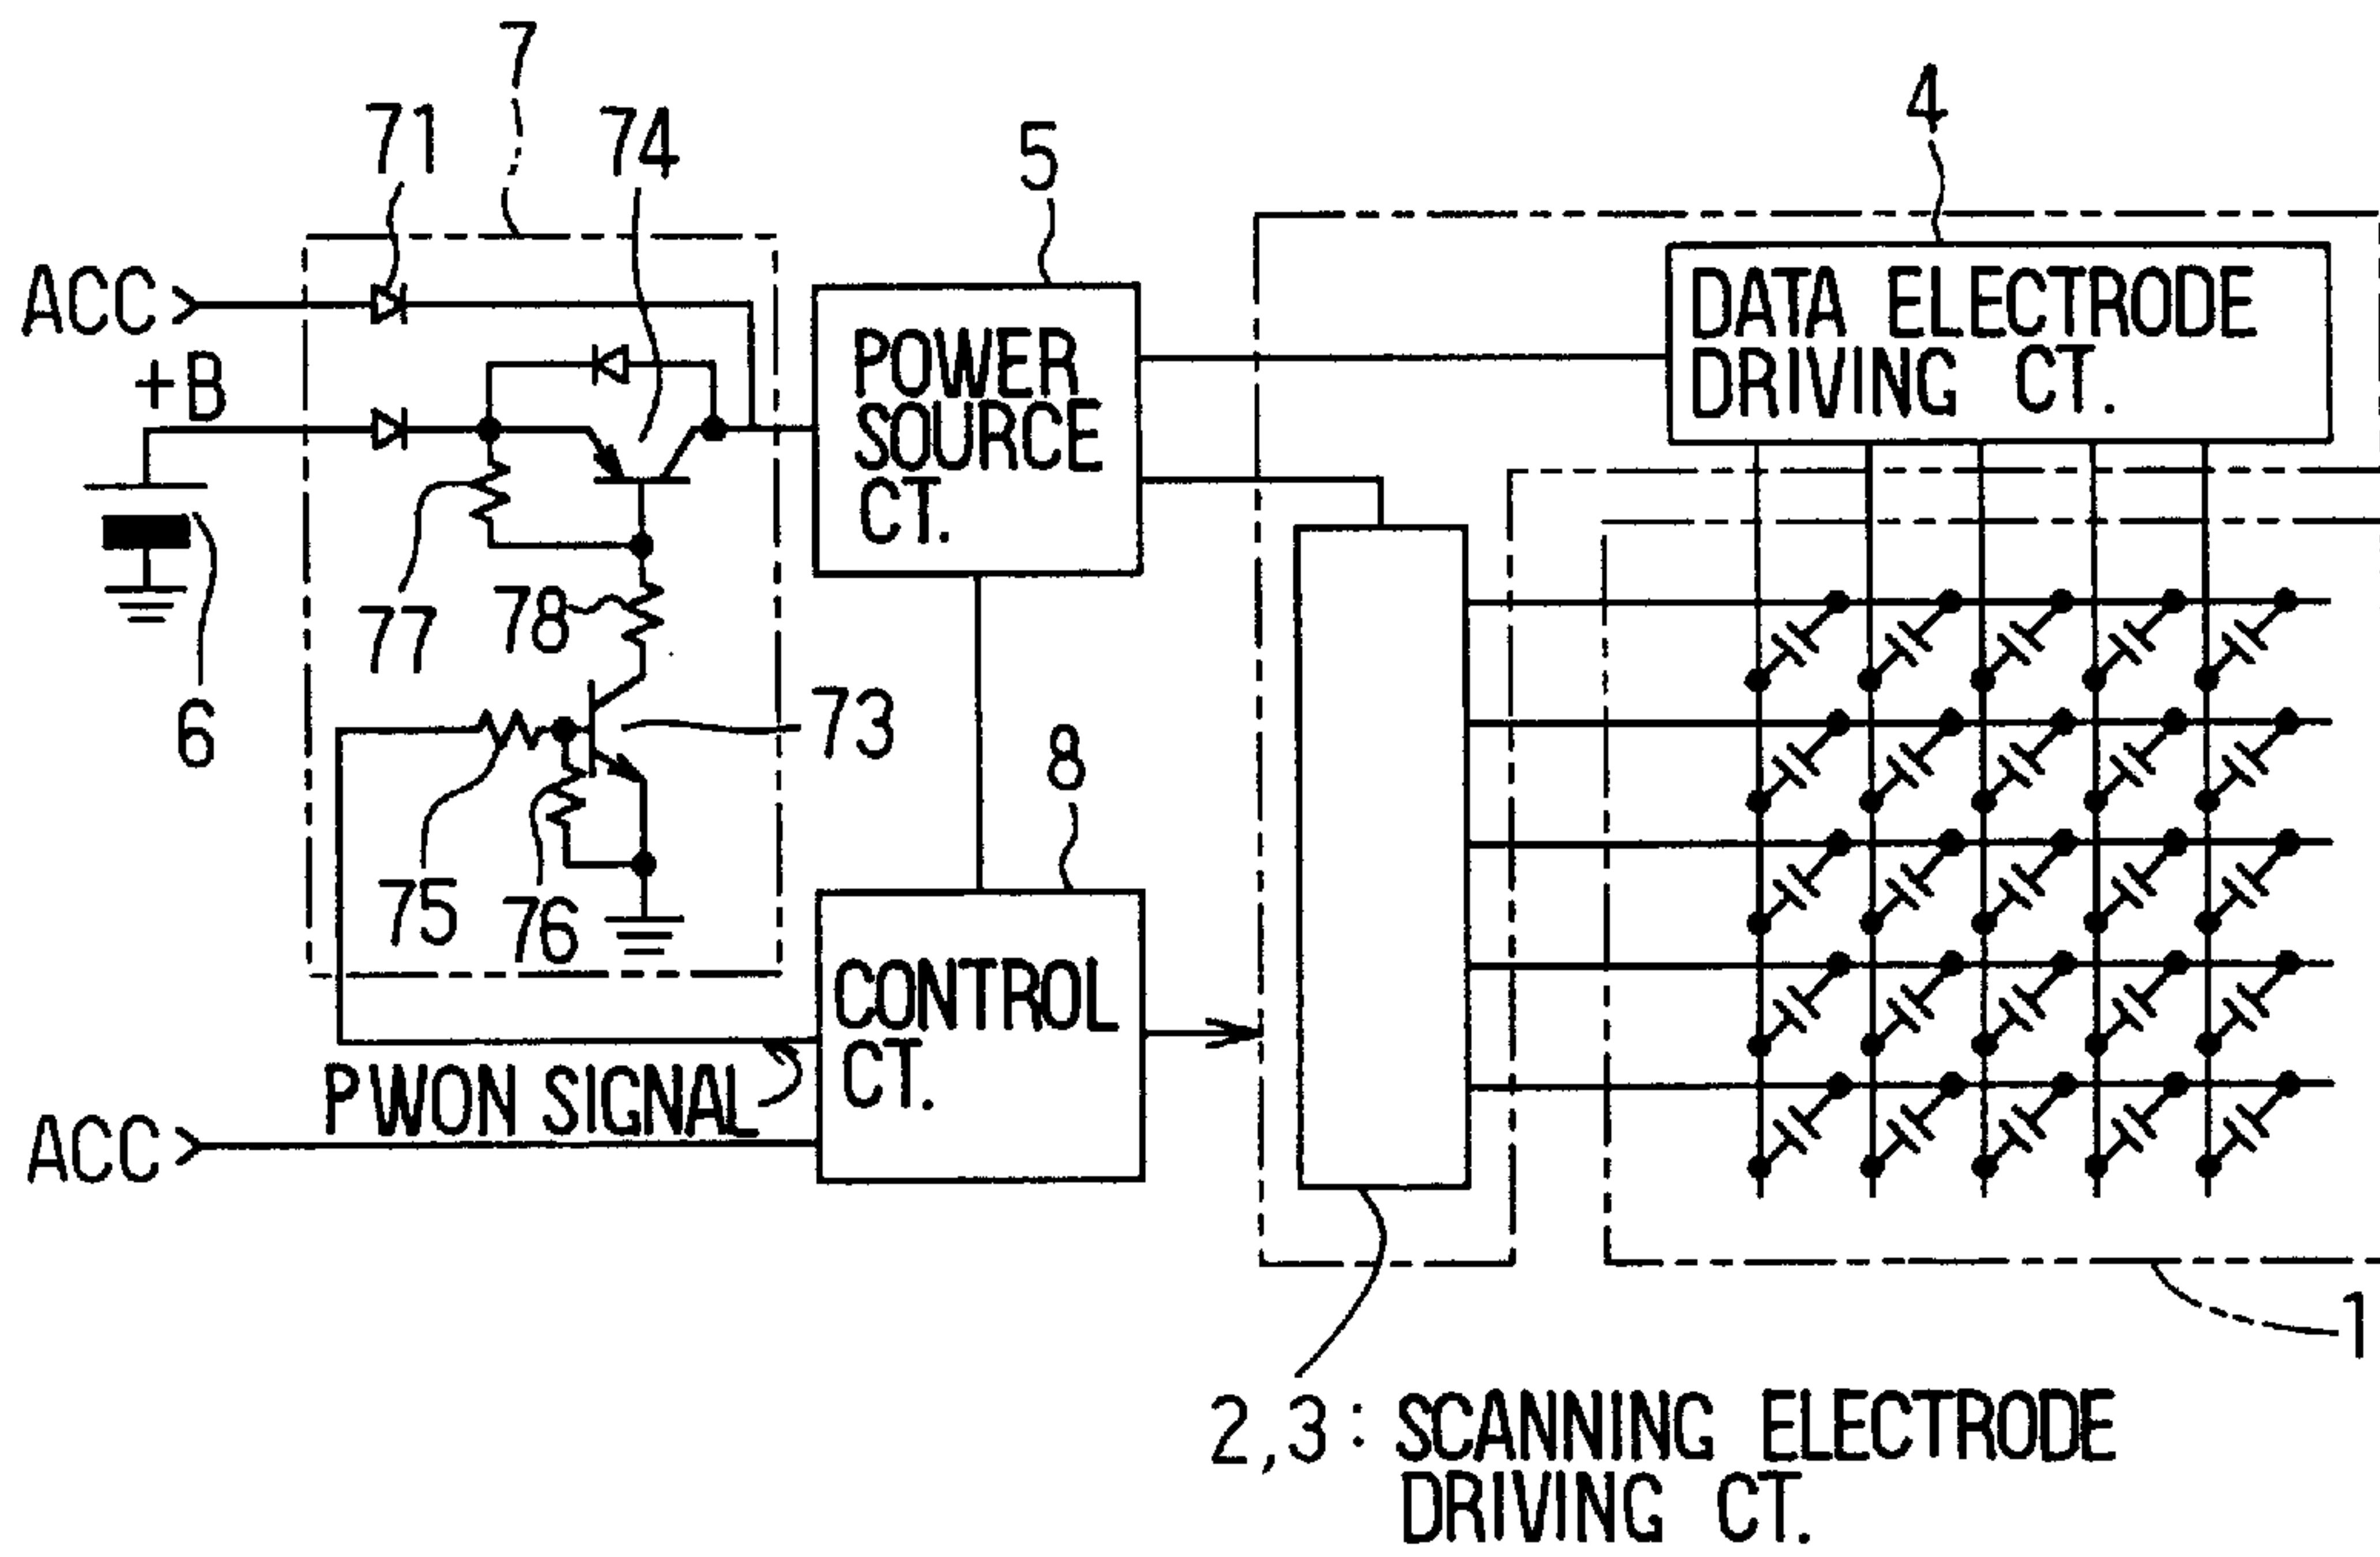 7
71
74
5
4
ACC
+B
POWER
SOURCE
CT.
DATA ELECTRODE
DRIVING CT.
77
78
6
73
8
75
76
CONTROL
CT.
PWON SIGNAL
ACC
1
2,3: SCANNING ELECTRODE
DRIVING CT.